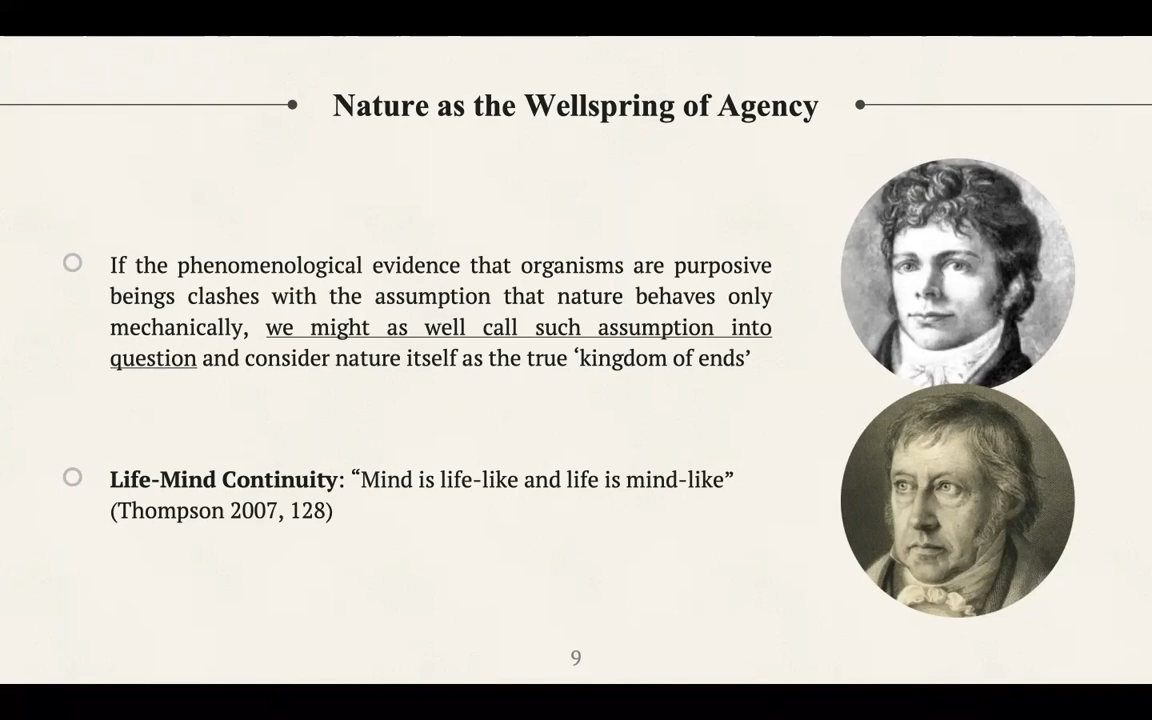 Nature as the Wellspring of Agency
If the phenomenological evidence that organisms are purposive
beings clashes with the assumption that nature behaves only
mechanically, we might as well call such assumption into
question and consider nature itself as the true ‘kingdom of ends’
Life-Mind Continuity: “Mind is life-like and life is mind-like”
(Thompson 2007, 128)
9